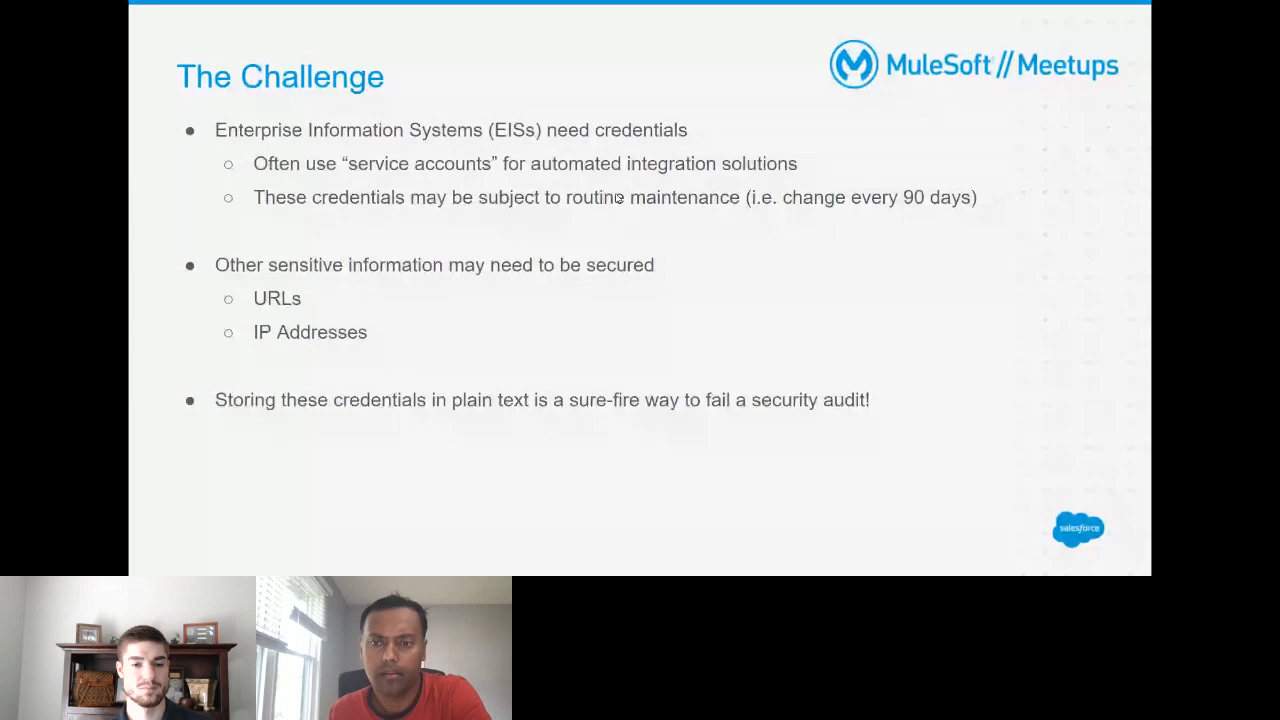 The Challenge
MuleSoft // Meetups
Enterprise Information Systems (EISs) need credentials
Often use “service accounts” for automated integration solutions
These credentials may be subject to routine maintenance (i.e. change every 90 days)
Other sensitive information may need to be secured
URLs
IP Addresses
Storing these credentials in plain text is a sure-fire way to fail a security audit!
salesforce